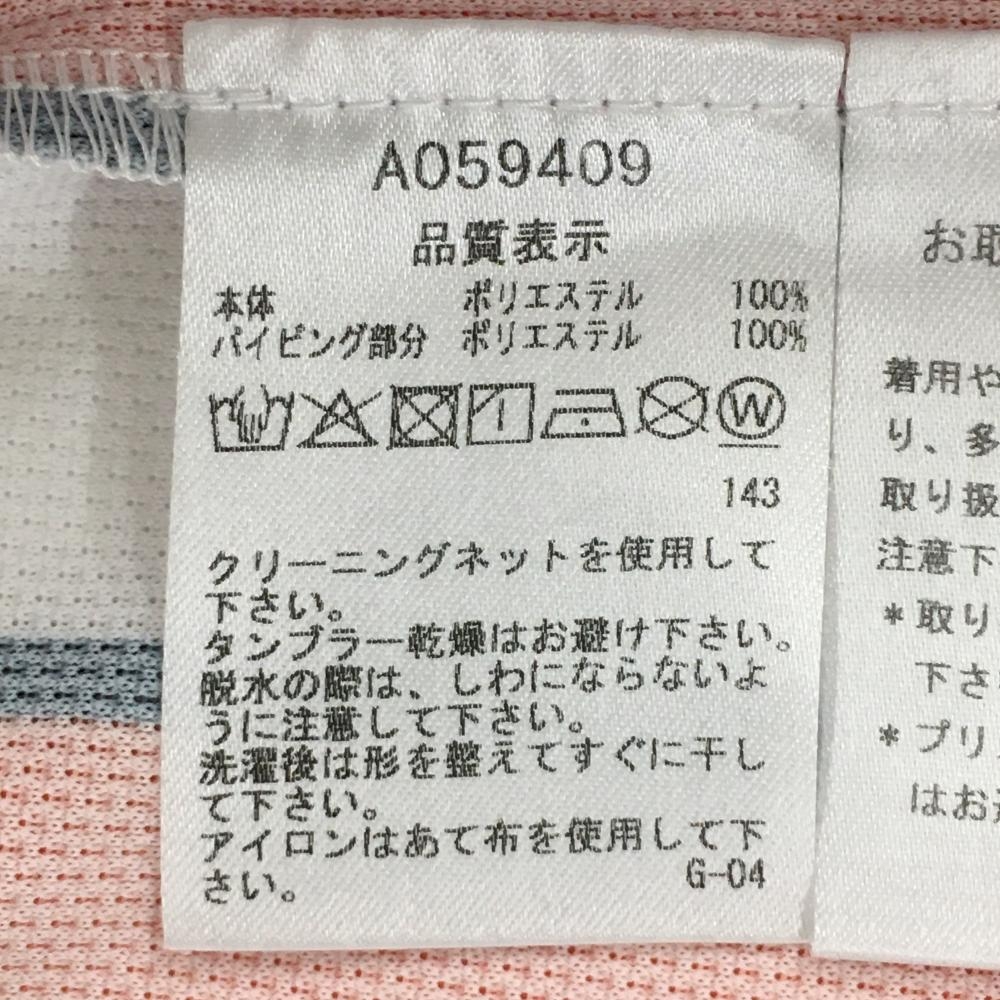 A059409
品質表示
本体 ポリエステル 100%
パイピング部分 ポリエステル 100%
W
143
クリーニングネットを使用して
下さい。
タンブラー乾燥はお避け下さい。
脱水の際は、しわにならないよ
うに注意して下さい。
洗濯後は形を整えてすぐに干し
て下さい。
アイロンはあて布を使用して下
さい。
G-04
お取
着用や
り、多
取り扱
注意下
*取り
下さ
*プリ
はお